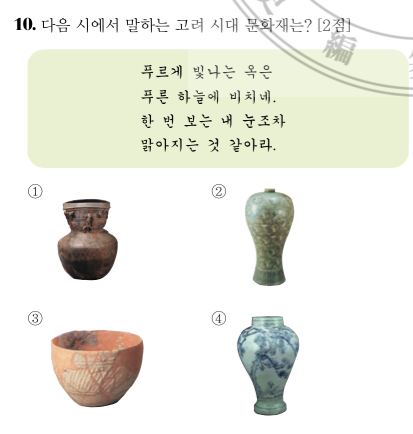 10. 다음 시에서 말하는 고려 시대 문화재는? [2점]
푸르게 빛나는 옥은
푸른 하늘에 비치네.
한 번 보는 내 눈조차
맑아지는 것 같아라.
① ②
③ ④
編